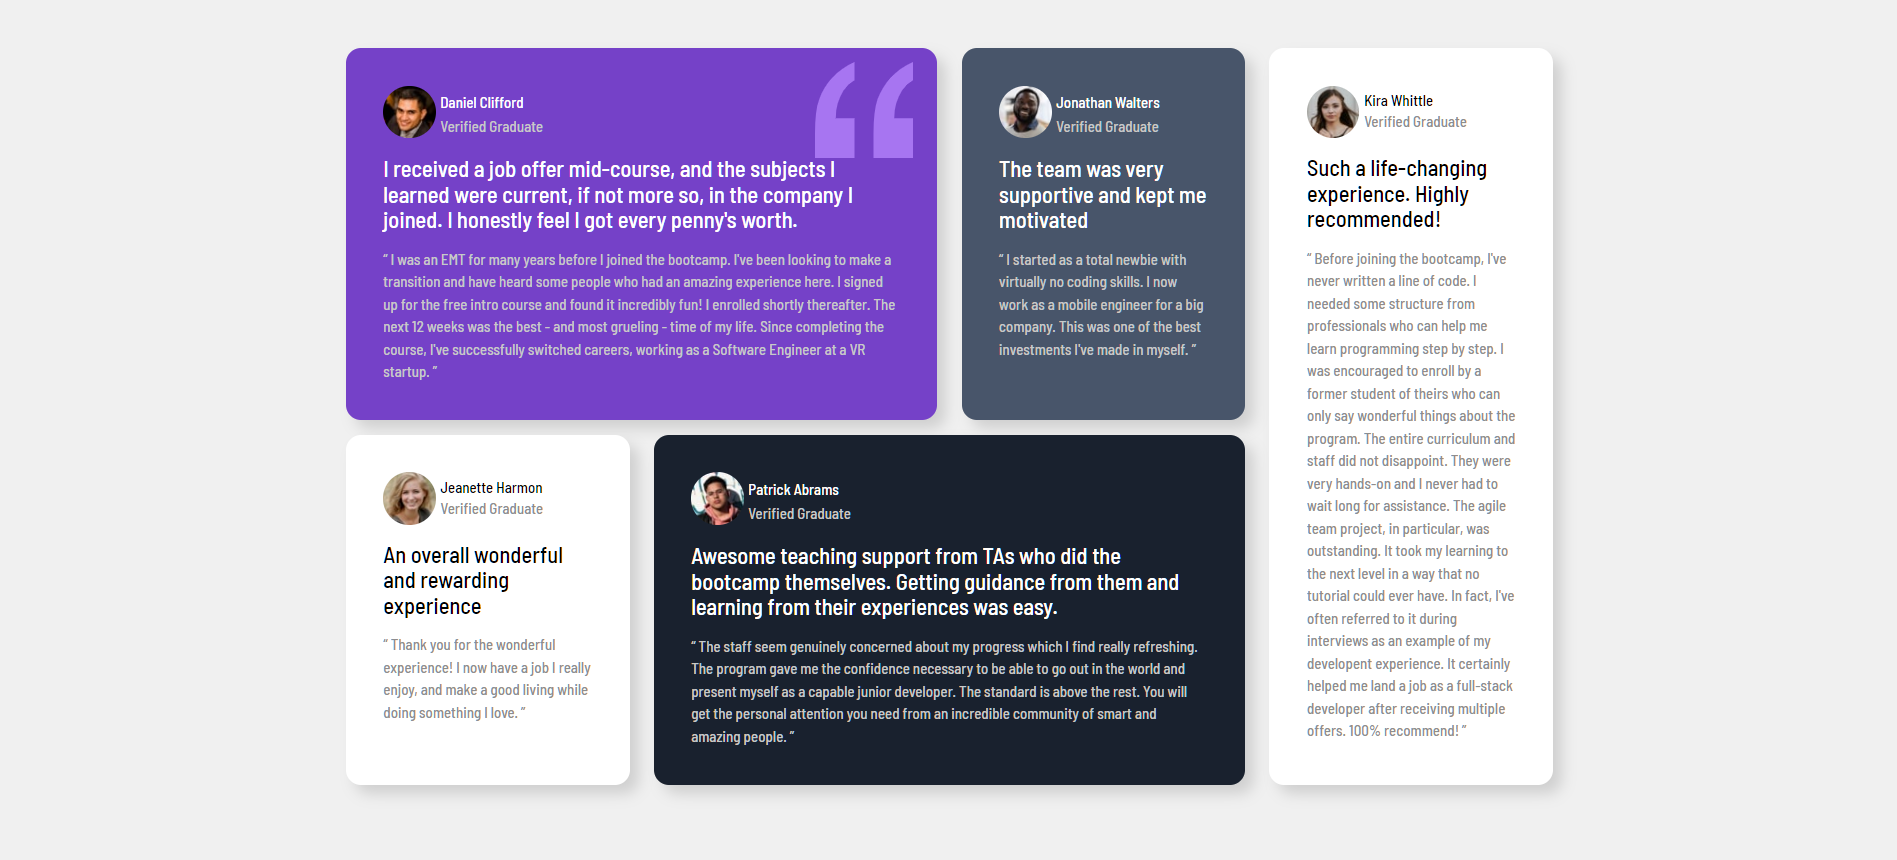 Daniel Clifford
Verified Graduate
I received a job offer mid-course, and the subjects I
learned were current, if not more so, in the company I
joined. I honestly feel I got every penny's worth.
“ I was an EMT for many years before I joined the bootcamp. I've been looking to make a
transition and have heard some people who had an amazing experience here. I signed
up for the free intro course and found it incredibly fun! I enrolled shortly thereafter. The
next 12 weeks was the best - and most grueling - time of my life. Since completing the
course, I've successfully switched careers, working as a Software Engineer at a VR
startup. ”
Jonathan Walters
Verified Graduate
The team was very
supportive and kept me
motivated
“ I started as a total newbie with
virtually no coding skills. I now
work as a mobile engineer for a big
company. This was one of the best
investments I've made in myself. ”
Kira Whittle
Verified Graduate
Such a life-changing
experience. Highly
recommended!
“ Before joining the bootcamp, I've
never written a line of code. I
needed some structure from
professionals who can help me
learn programming step by step. I
was encouraged to enroll by a
former student of theirs who can
only say wonderful things about the
program. The entire curriculum and
staff did not disappoint. They were
very hands-on and I never had to
wait long for assistance. The agile
team project, in particular, was
outstanding. It took my learning to
the next level in a way that no
tutorial could ever have. In fact, I've
often referred to it during
interviews as an example of my
developent experience. It certainly
helped me land a job as a full-stack
developer after receiving multiple
offers. 100% recommend! ”
Jeanette Harmon
Verified Graduate
An overall wonderful
and rewarding
experience
“ Thank you for the wonderful
experience! I now have a job I really
enjoy, and make a good living while
doing something I love. ”
Patrick Abrams
Verified Graduate
Awesome teaching support from TAs who did the
bootcamp themselves. Getting guidance from them and
learning from their experiences was easy.
“ The staff seem genuinely concerned about my progress which I find really refreshing.
The program gave me the confidence necessary to be able to go out in the world and
present myself as a capable junior developer. The standard is above the rest. You will
get the personal attention you need from an incredible community of smart and
amazing people. ”